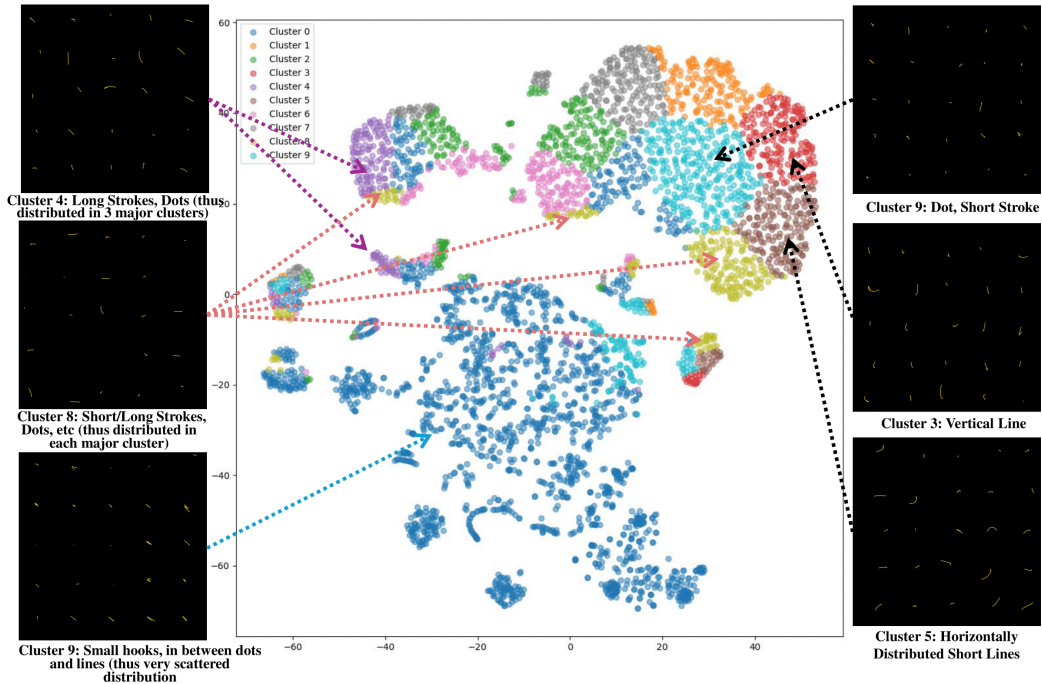 Cluster 4: Long Strokes, Dots (thus
distributed in 3 major clusters)
Cluster 8: Short/Long Strokes,
Dots, etc (thus distributed in
each major cluster)
Cluster 9: Small hooks, in between dots
and lines (thus very scattered
distribution
60
40
20
0
−20
−40
−60
Cluster 0
Cluster 1
Cluster 2
Cluster 3
Cluster 4
Cluster 5
Cluster 6
Cluster 7
Cluster 8
Cluster 9
−60
−40
−20
0
20
40
Cluster 9: Dot, Short Stroke
Cluster 3: Vertical Line
Cluster 5: Horizontally
Distributed Short Lines